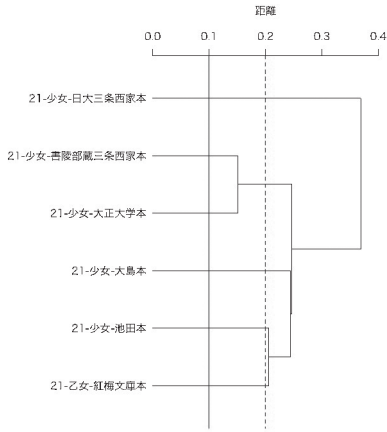 距離
0.0 0.1 0.2 0.3 0.4
21-少女-日大三条西家本
21-少女-書陵部蔵三条西家本
21-少女-大正大学本
21-少女-大島本
21-少女-池田本
21-乙女-紅梅文庫本